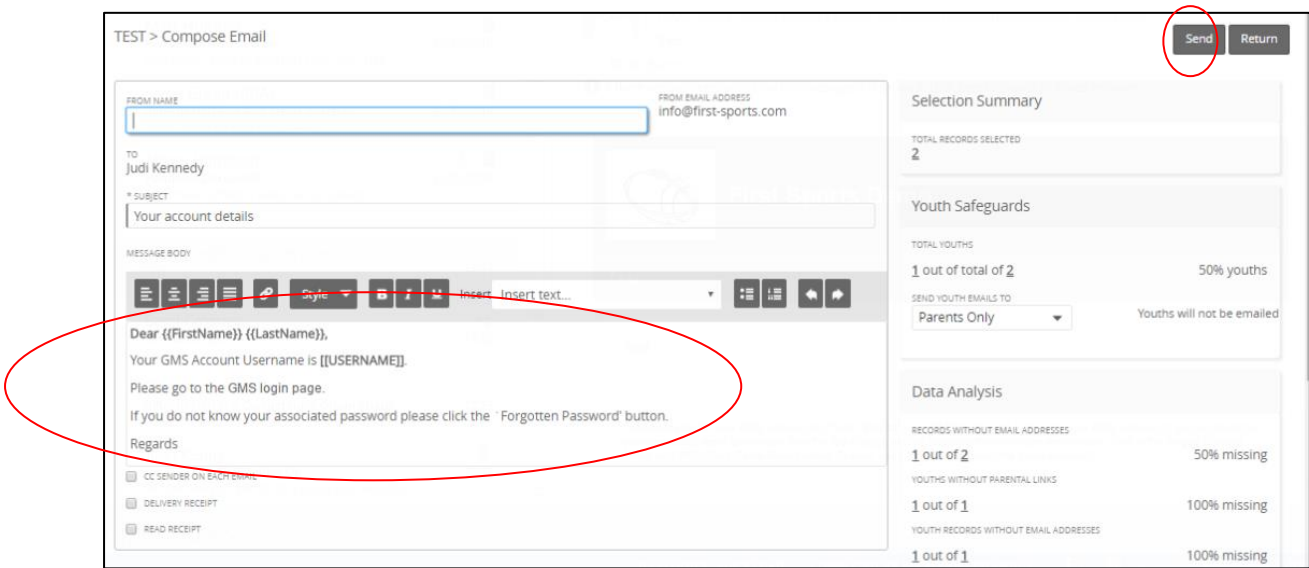 TEST > Compose Email
Send Return
FROM NAME
FROM EMAIL ADDRESS
info@first-sports.com
TO
Judi Kennedy
* SUBJECT
Your account details
MESSAGE BODY
Style B I U Insert Insert text...
Dear {{FirstName}} {{LastName}},
Your GMS Account Username is [[USERNAME]].
Please go to the GMS login page.
If you do not know your associated password please click the `Forgotten Password' button.
Regards
CC SENDER ON EACH EMAIL
DELIVERY RECEIPT
READ RECEIPT
Selection Summary
TOTAL RECORDS SELECTED
2
Youth Safeguards
TOTAL YOUTHS
1 out of total of 2 50% youths
SEND YOUTH EMAILS TO
Parents Only Youths will not be emailed
Data Analysis
RECORDS WITHOUT EMAIL ADDRESSES
1 out of 2 50% missing
YOUTHS WITHOUT PARENTAL LINKS
1 out of 1 100% missing
YOUTH RECORDS WITHOUT EMAIL ADDRESSES
1 out of 1 100% missing